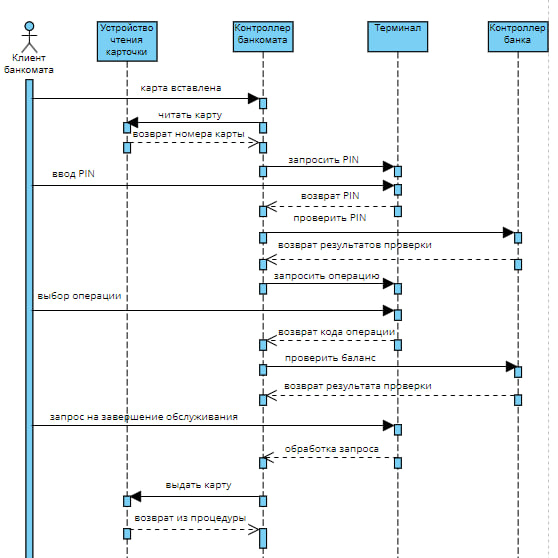 Клиент
банкомата
Устройство
чтения
карточки
Контроллер
банкомата
Терминал
Контроллер
банка
карта вставлена
читать карту
возврат номера карты
запросить PIN
ввод PIN
возврат PIN
проверить PIN
возврат результатов проверки
запросить операцию
выбор операции
возврат кода операции
проверить баланс
возврат результата проверки
запрос на завершение обслуживания
обработка запроса
выдать карту
возврат из процедуры